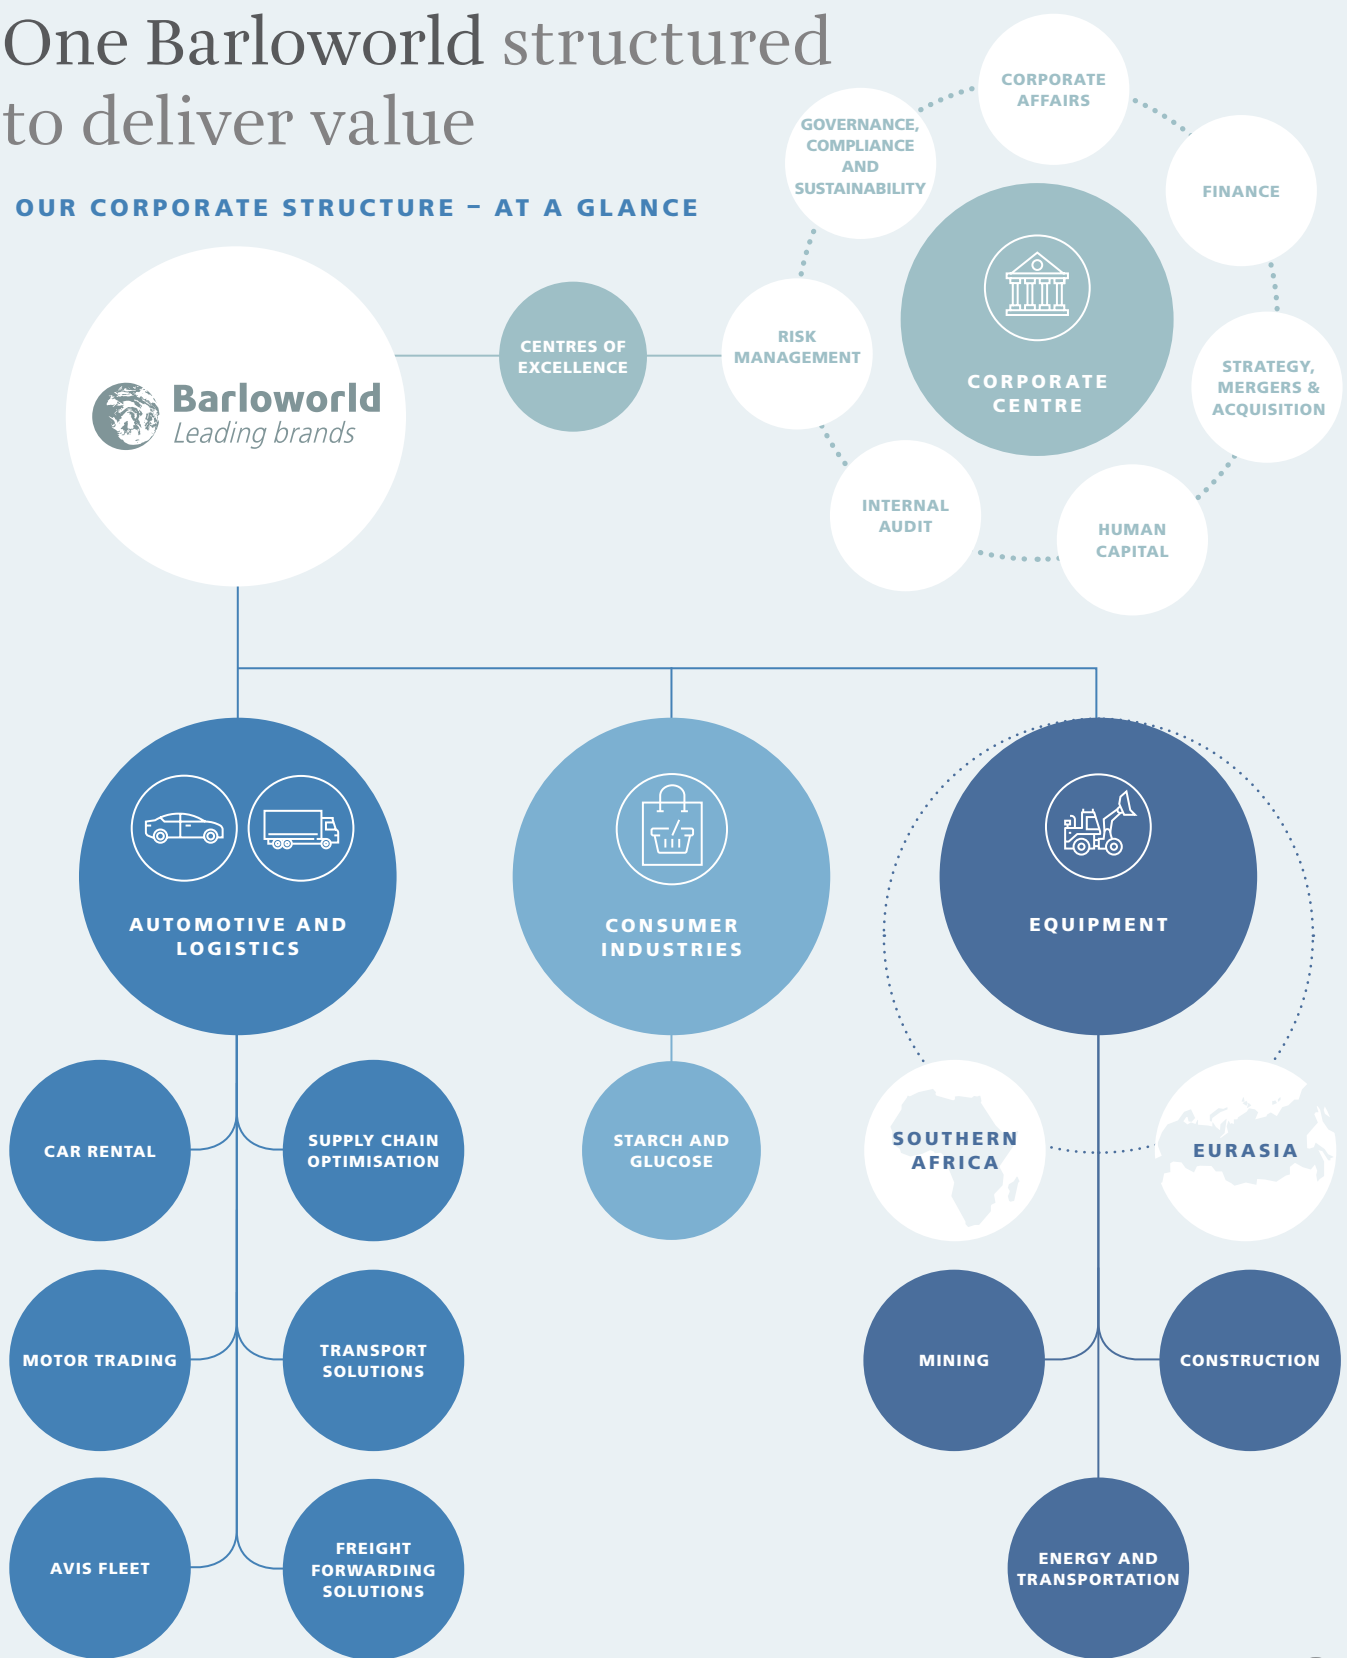 One Barloworld structured
to deliver value
OUR CORPORATE STRUCTURE – AT A GLANCE
CORPORATE
AFFAIRS
GOVERNANCE,
COMPLIANCE
AND
SUSTAINABILITY
FINANCE
CENTRES OF
EXCELLENCE
RISK
MANAGEMENT
CORPORATE
CENTRE
STRATEGY,
MERGERS &
ACQUISITION
INTERNAL
AUDIT
HUMAN
CAPITAL
Barloworld
Leading brands
AUTOMOTIVE AND
LOGISTICS
CONSUMER
INDUSTRIES
EQUIPMENT
CAR RENTAL
SUPPLY CHAIN
OPTIMISATION
STARCH AND
GLUCOSE
SOUTHERN
AFRICA
EURASIA
MOTOR TRADING
TRANSPORT
SOLUTIONS
MINING
CONSTRUCTION
AVIS FLEET
FREIGHT
FORWARDING
SOLUTIONS
ENERGY AND
TRANSPORTATION